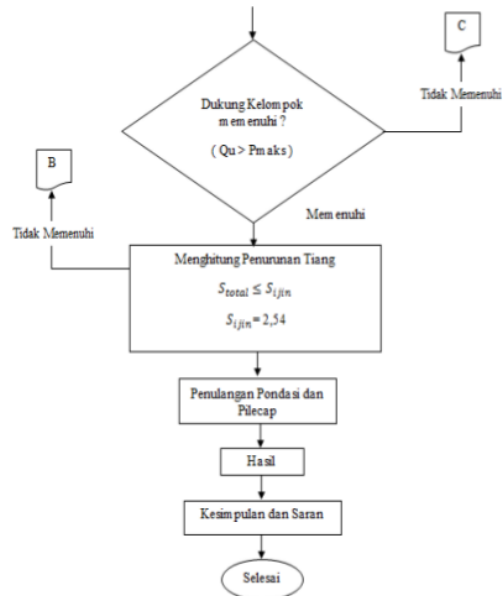 C
Dukung Kelompok
memenuhi ?
( Qu > Pmaks )
Tidak Memenuhi
B
Memenuhi
Tidak Memenuhi
Menghitung Penurunan Tiang
S_total ≤ S_ijin
S_ijin = 2,54
Penulangan Pondasi dan
Pilecap
Hasil
Kesimpulan dan Saran
Selesai